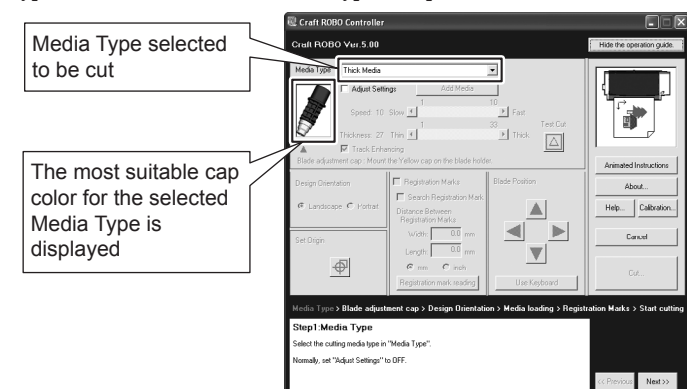 Media Type selected
to be cut
The most suitable cap
color for the selected
Media Type is
displayed
Craft ROBO Controller
Craft ROBO Ver.5.00
Hide the operation guide.
Media Type
Thick Media
Adjust Settings
Add Media
1 10
Speed: 10 Slow Fast
1 33
Thickness: 27 Thin Thick
Test Cut
Track Enhancing
Blade adjustment cap : Mount the Yellow cap on the blade holder.
Design Orientation
Landscape Portrait
Set Origin
Registration Marks
Search Registration Mark
Distance Between
Registration Marks
Width: 0.0 mm
Length: 0.0 mm
mm inch
Registration mark reading
Blade Position
Use Keyboard
Animated Instructions
About...
Help... Calibration...
Cancel
Cut...
Media Type > Blade adjustment cap > Design Orientation > Media loading > Registration Marks > Start cutting
Step1:Media Type
Select the cutting media type in "Media Type".
Normally, set "Adjust Settings" to OFF.
<< Previous Next >>